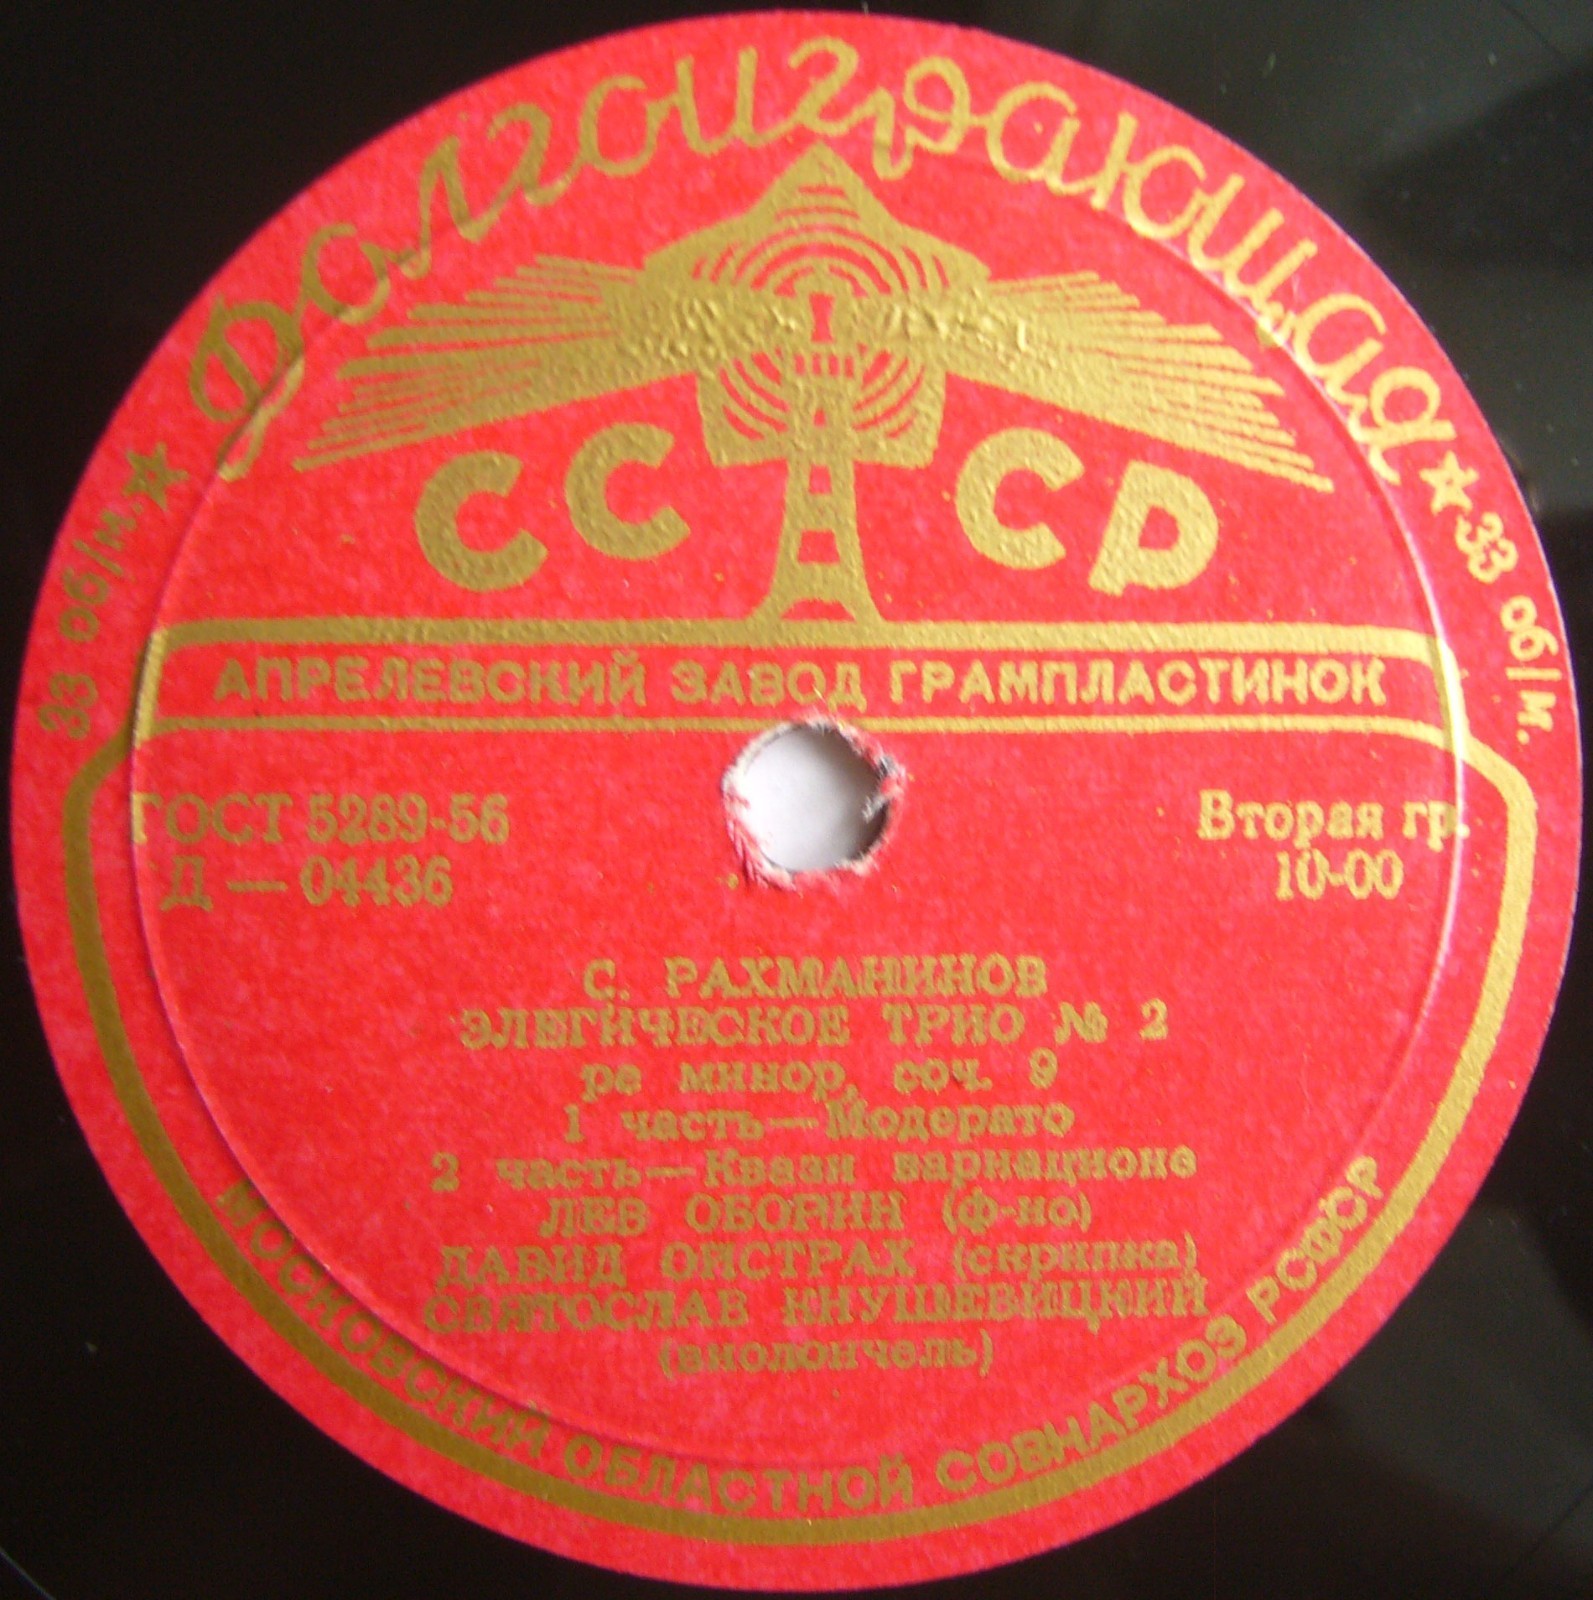 Долгоиграющая
33 об/м.
33 об/м.
СССР
АПРЕЛЕВСКИЙ ЗАВОД ГРАМПЛАСТИНОК
ГОСТ 5289-56
Д — 04436
Вторая гр.
10-00
С. РАХМАНИНОВ
ЭЛЕГИЧЕСКОЕ ТРИО № 2
ре минор, соч. 9
1 часть—Модерато
2 часть—Квази вариационе
ЛЕВ ОБОРИН (ф-но)
ДАВИД ОЙСТРАХ (скрипка)
СВЯТОСЛАВ КНУШЕВИЦКИЙ
(виолончель)
МОСКОВСКИЙ ОБЛАСТНОЙ СОВНАРХОЗ РСФСР